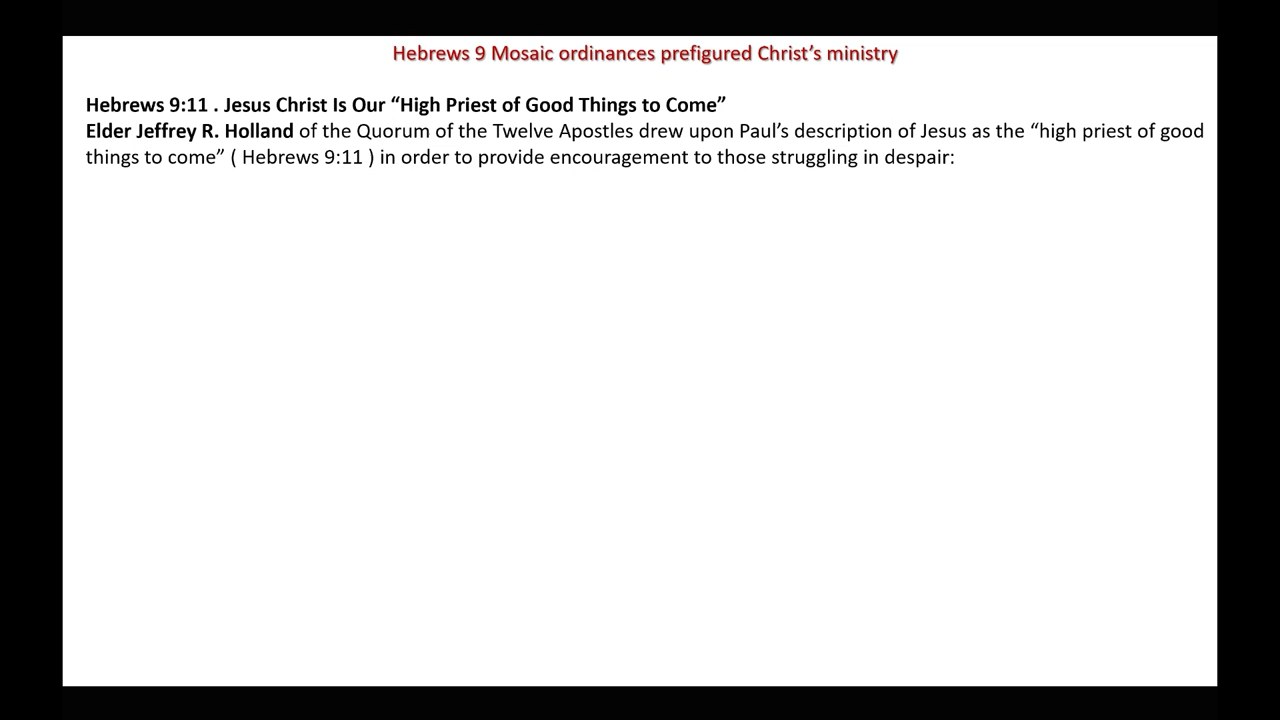 Hebrews 9 Mosaic ordinances prefigured Christ’s ministry
Hebrews 9:11 . Jesus Christ Is Our “High Priest of Good Things to Come”
Elder Jeffrey R. Holland of the Quorum of the Twelve Apostles drew upon Paul’s description of Jesus as the “high priest of good
things to come” ( Hebrews 9:11 ) in order to provide encouragement to those struggling in despair: